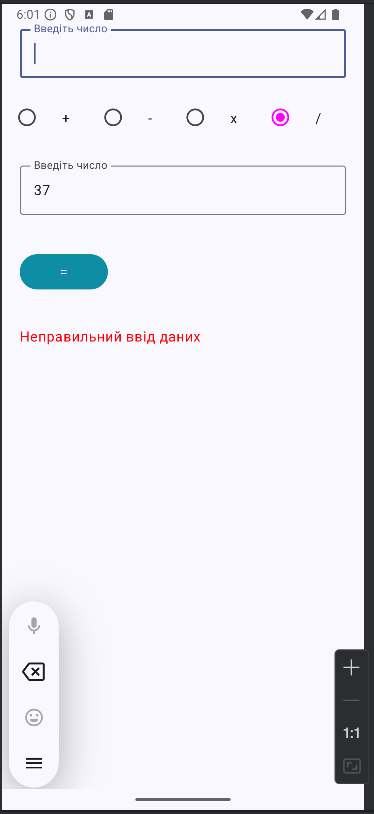 6:01
Введіть число
+ - x /
Введіть число
37
=
Неправильний ввід даних
1:1